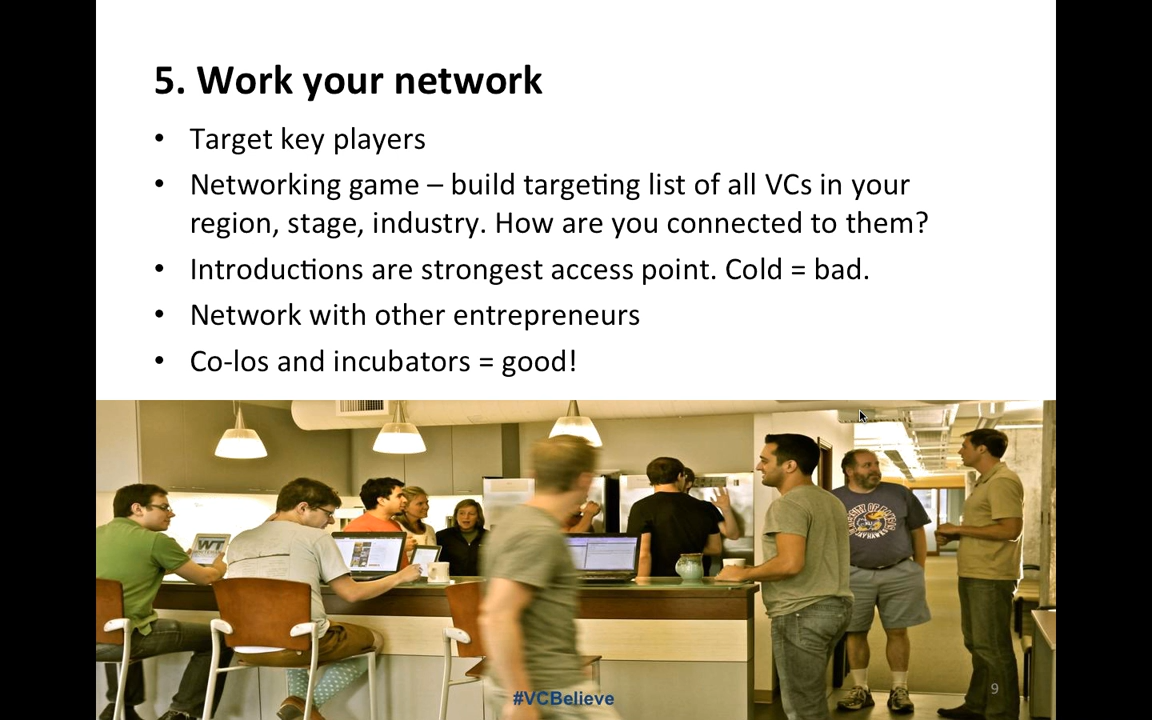 5. Work your network
• Target key players
• Networking game – build targeting list of all VCs in your
region, stage, industry. How are you connected to them?
• Introductions are strongest access point. Cold = bad.
• Network with other entrepreneurs
• Co-los and incubators = good!
WT
#VCBelieve
9